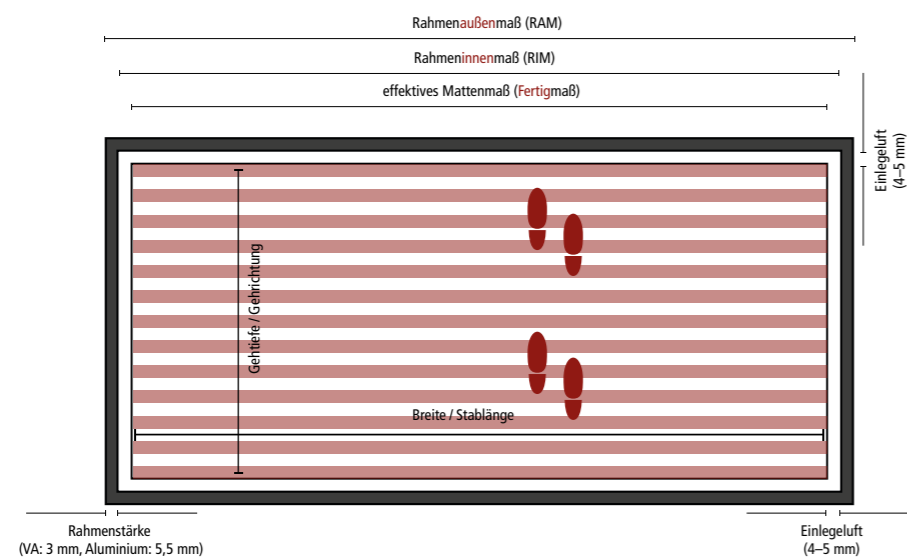 Rahmenaußenmaß (RAM)
Rahmeninnenmaß (RIM)
effektives Mattenmaß (Fertigmaß)
Einlegeluft
(4–5 mm)
Gehtiefe / Gehrichtung
Breite / Stablänge
Rahmenstärke
(VA: 3 mm, Aluminium: 5,5 mm)
Einlegeluft
(4–5 mm)